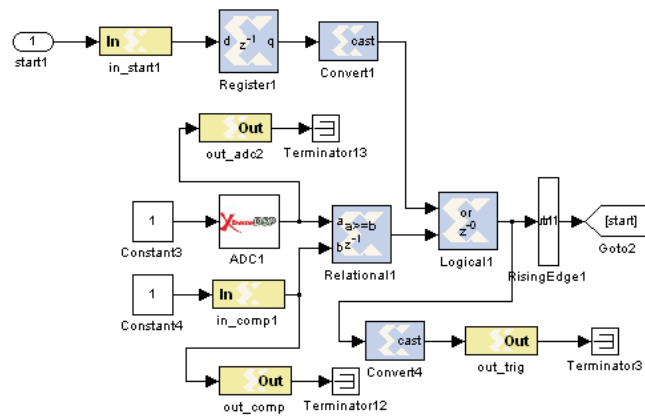 1
start1
In
in_start1
d z⁻¹ q
Register1
cast
Convert1
Out
out_adc2
Terminator13
1
Constant3
ADC1
a a>=b
b z⁻¹
Relational1
or
z⁻⁰
Logical1
RisingEdge1
[start]
Goto2
1
Constant4
In
in_comp1
Out
out_comp
Terminator12
cast
Convert4
Out
out_trig
Terminator3